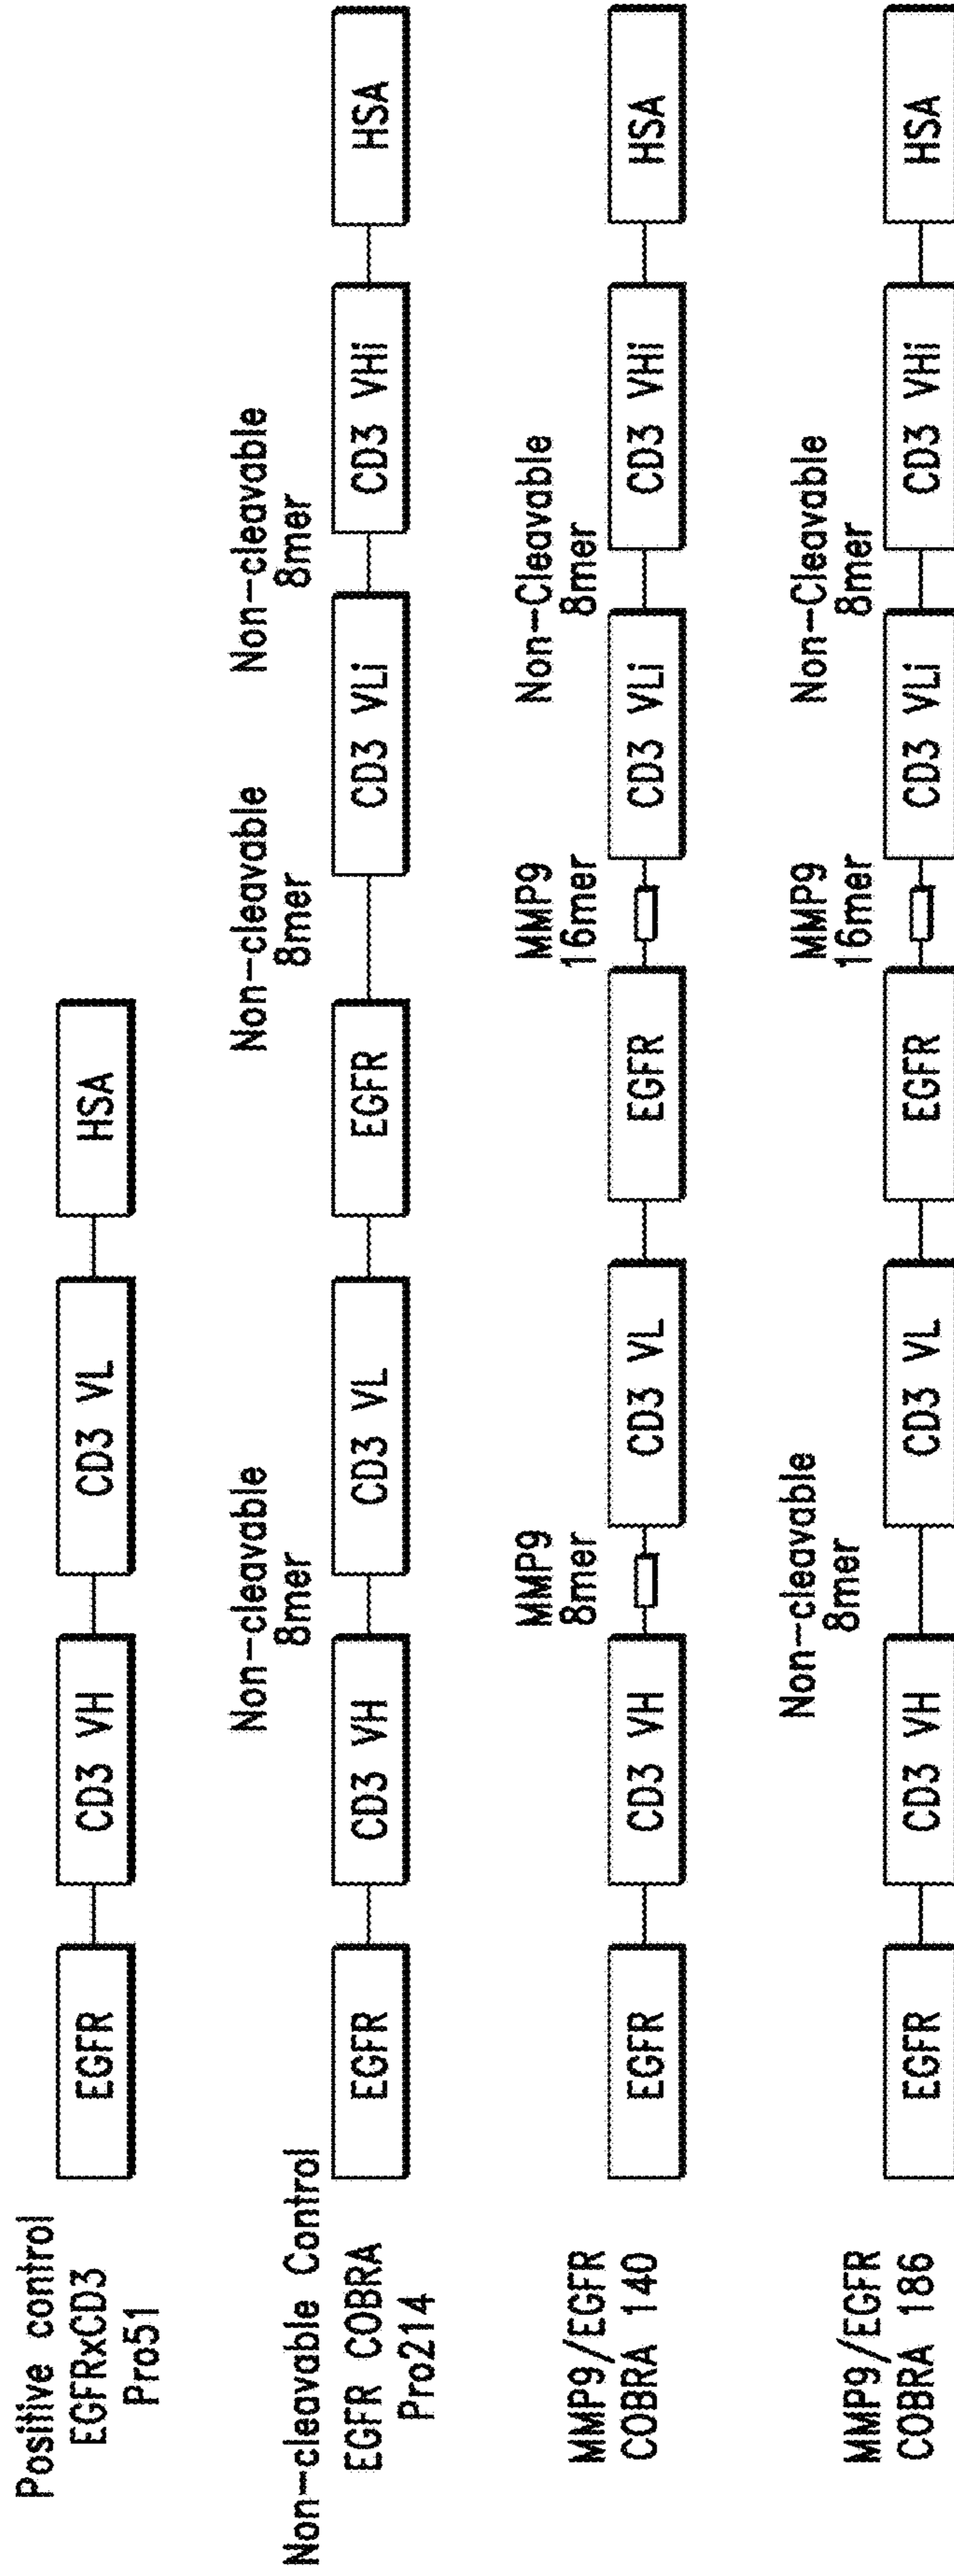 Positive control
EGFRxCD3
Pro51
EGFR
CD3 VH
CD3 VL
HSA
Non-cleavable Control
EGFR COBRA
Pro214
EGFR
CD3 VH
Non-cleavable
8mer
CD3 VL
EGFR
Non-cleavable
8mer
CD3 VLi
Non-cleavable
8mer
CD3 VHi
HSA
MMP9/EGFR
COBRA 140
EGFR
CD3 VH
MMP9
8mer
CD3 VL
EGFR
MMP9
16mer
CD3 VLi
Non-Cleavable
8mer
CD3 VHi
HSA
MMP9/EGFR
COBRA 186
EGFR
CD3 VH
Non-cleavable
8mer
CD3 VL
EGFR
MMP9
16mer
CD3 VLi
Non-Cleavable
8mer
CD3 VHi
HSA